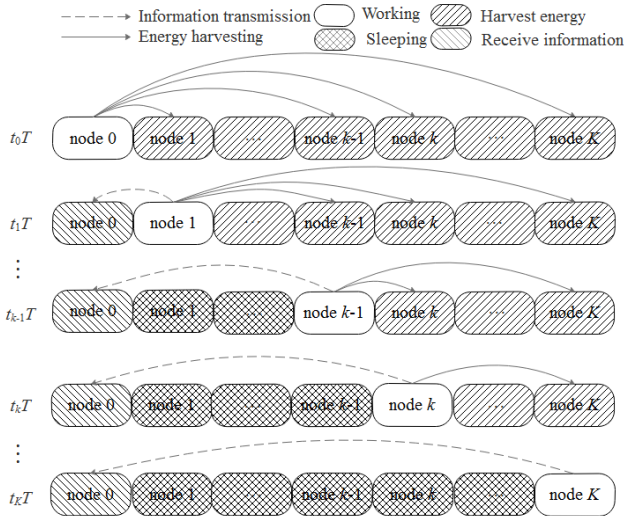 Information transmission Working Harvest energy
Energy harvesting Sleeping Receive information
t0T node 0 node 1 ... node k-1 node k ... node K
t1T node 0 node 1 ... node k-1 node k ... node K
⋮
tk-1T node 0 node 1 ... node k-1 node k ... node K
tkT node 0 node 1 ... node k-1 node k ... node K
⋮
tKT node 0 node 1 ... node k-1 node k ... node K